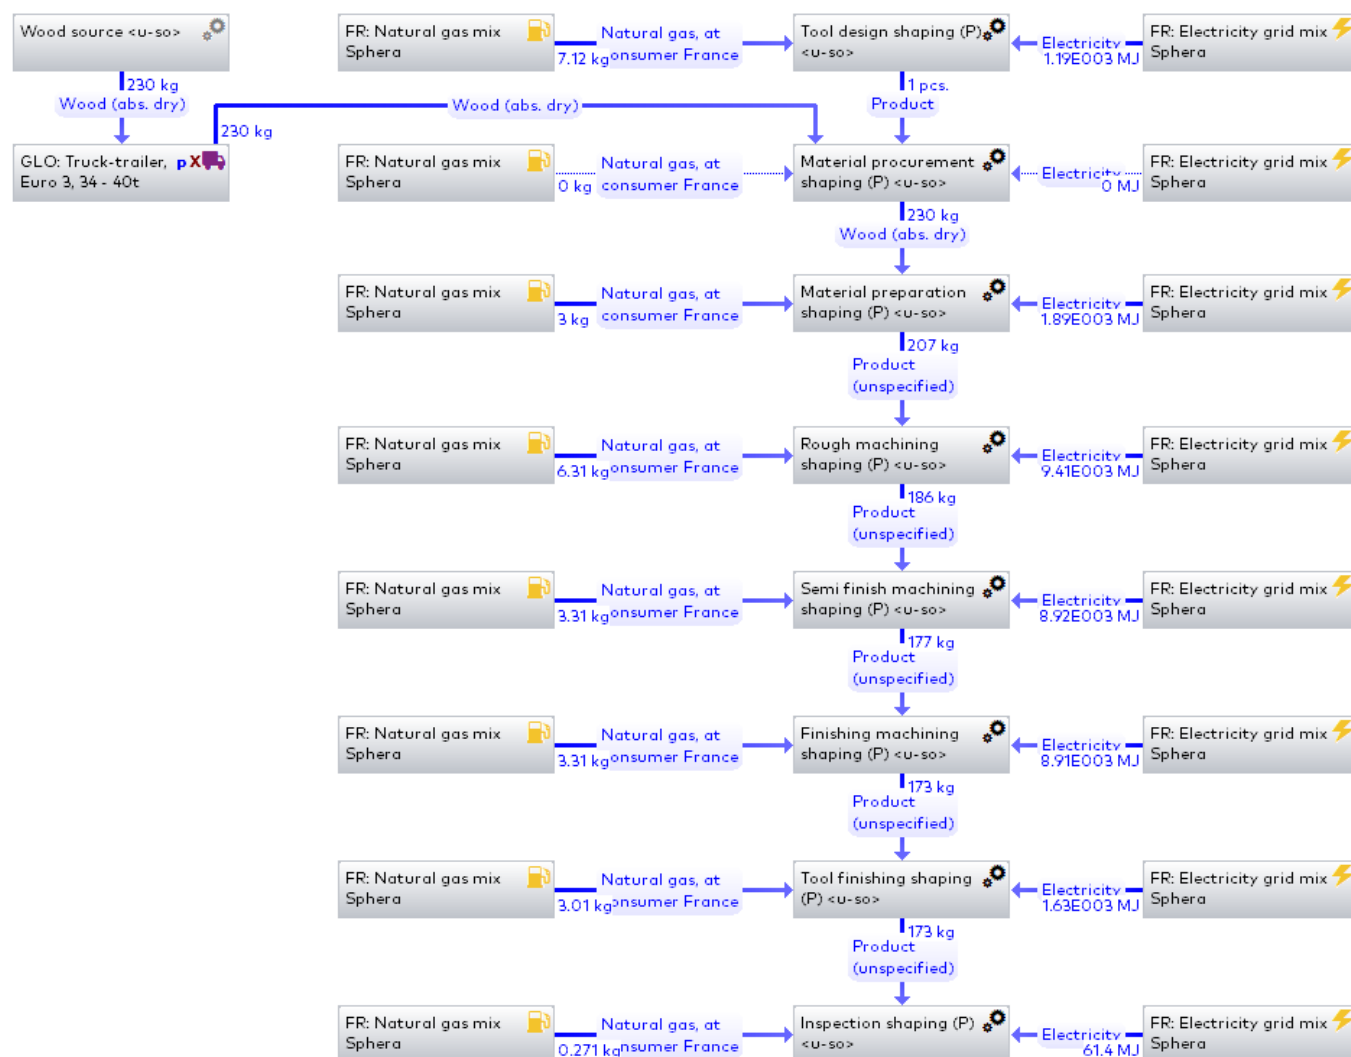 Wood source <u-so>
FR: Natural gas mix
Sphera
Natural gas, at
onsumer France
7.12 kg
Tool design shaping (P)
<u-so>
Electricity
1.19E003 MJ
FR: Electricity grid mix
Sphera
230 kg
Wood (abs. dry)
1 pcs.
Product
Wood (abs. dry)
230 kg
GLO: Truck-trailer,
Euro 3, 34 - 40t
p X
FR: Natural gas mix
Sphera
Natural gas, at
consumer France
0 kg
Material procurement
shaping (P) <u-so>
Electricity
0 MJ
FR: Electricity grid mix
Sphera
230 kg
Wood (abs. dry)
FR: Natural gas mix
Sphera
Natural gas, at
consumer France
3 kg
Material preparation
shaping (P) <u-so>
Electricity
1.89E003 MJ
FR: Electricity grid mix
Sphera
207 kg
Product
(unspecified)
FR: Natural gas mix
Sphera
Natural gas, at
onsumer France
6.31 kg
Rough machining
shaping (P) <u-so>
Electricity
9.41E003 MJ
FR: Electricity grid mix
Sphera
186 kg
Product
(unspecified)
FR: Natural gas mix
Sphera
Natural gas, at
onsumer France
3.31 kg
Semi finish machining
shaping (P) <u-so>
Electricity
8.92E003 MJ
FR: Electricity grid mix
Sphera
177 kg
Product
(unspecified)
FR: Natural gas mix
Sphera
Natural gas, at
onsumer France
3.31 kg
Finishing machining
shaping (P) <u-so>
Electricity
8.91E003 MJ
FR: Electricity grid mix
Sphera
173 kg
Product
(unspecified)
FR: Natural gas mix
Sphera
Natural gas, at
nsumer France
3.01 kg
Tool finishing shaping
(P) <u-so>
Electricity
1.63E003 MJ
FR: Electricity grid mix
Sphera
173 kg
Product
(unspecified)
FR: Natural gas mix
Sphera
Natural gas, at
nsumer France
0.271 kg
Inspection shaping (P)
<u-so>
Electricity
61.4 MJ
FR: Electricity grid mix
Sphera